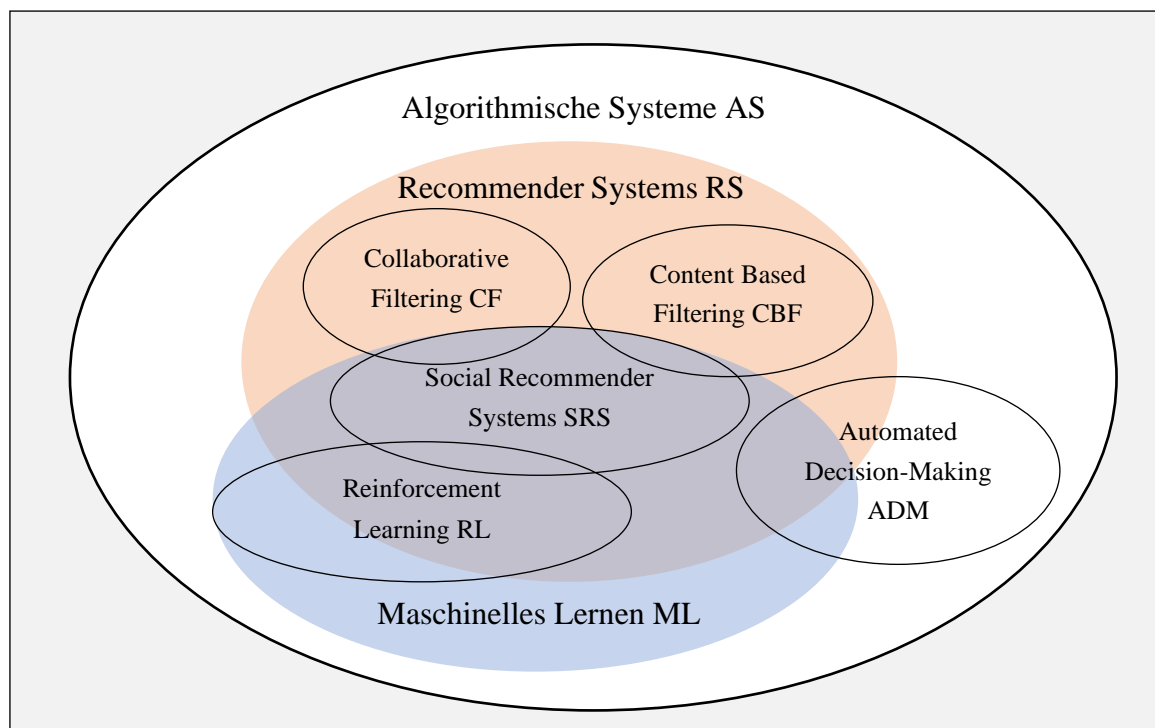 Algorithmische Systeme AS
Recommender Systems RS
Collaborative
Filtering CF
Content Based
Filtering CBF
Social Recommender
Systems SRS
Automated
Decision-Making
ADM
Reinforcement
Learning RL
Maschinelles Lernen ML